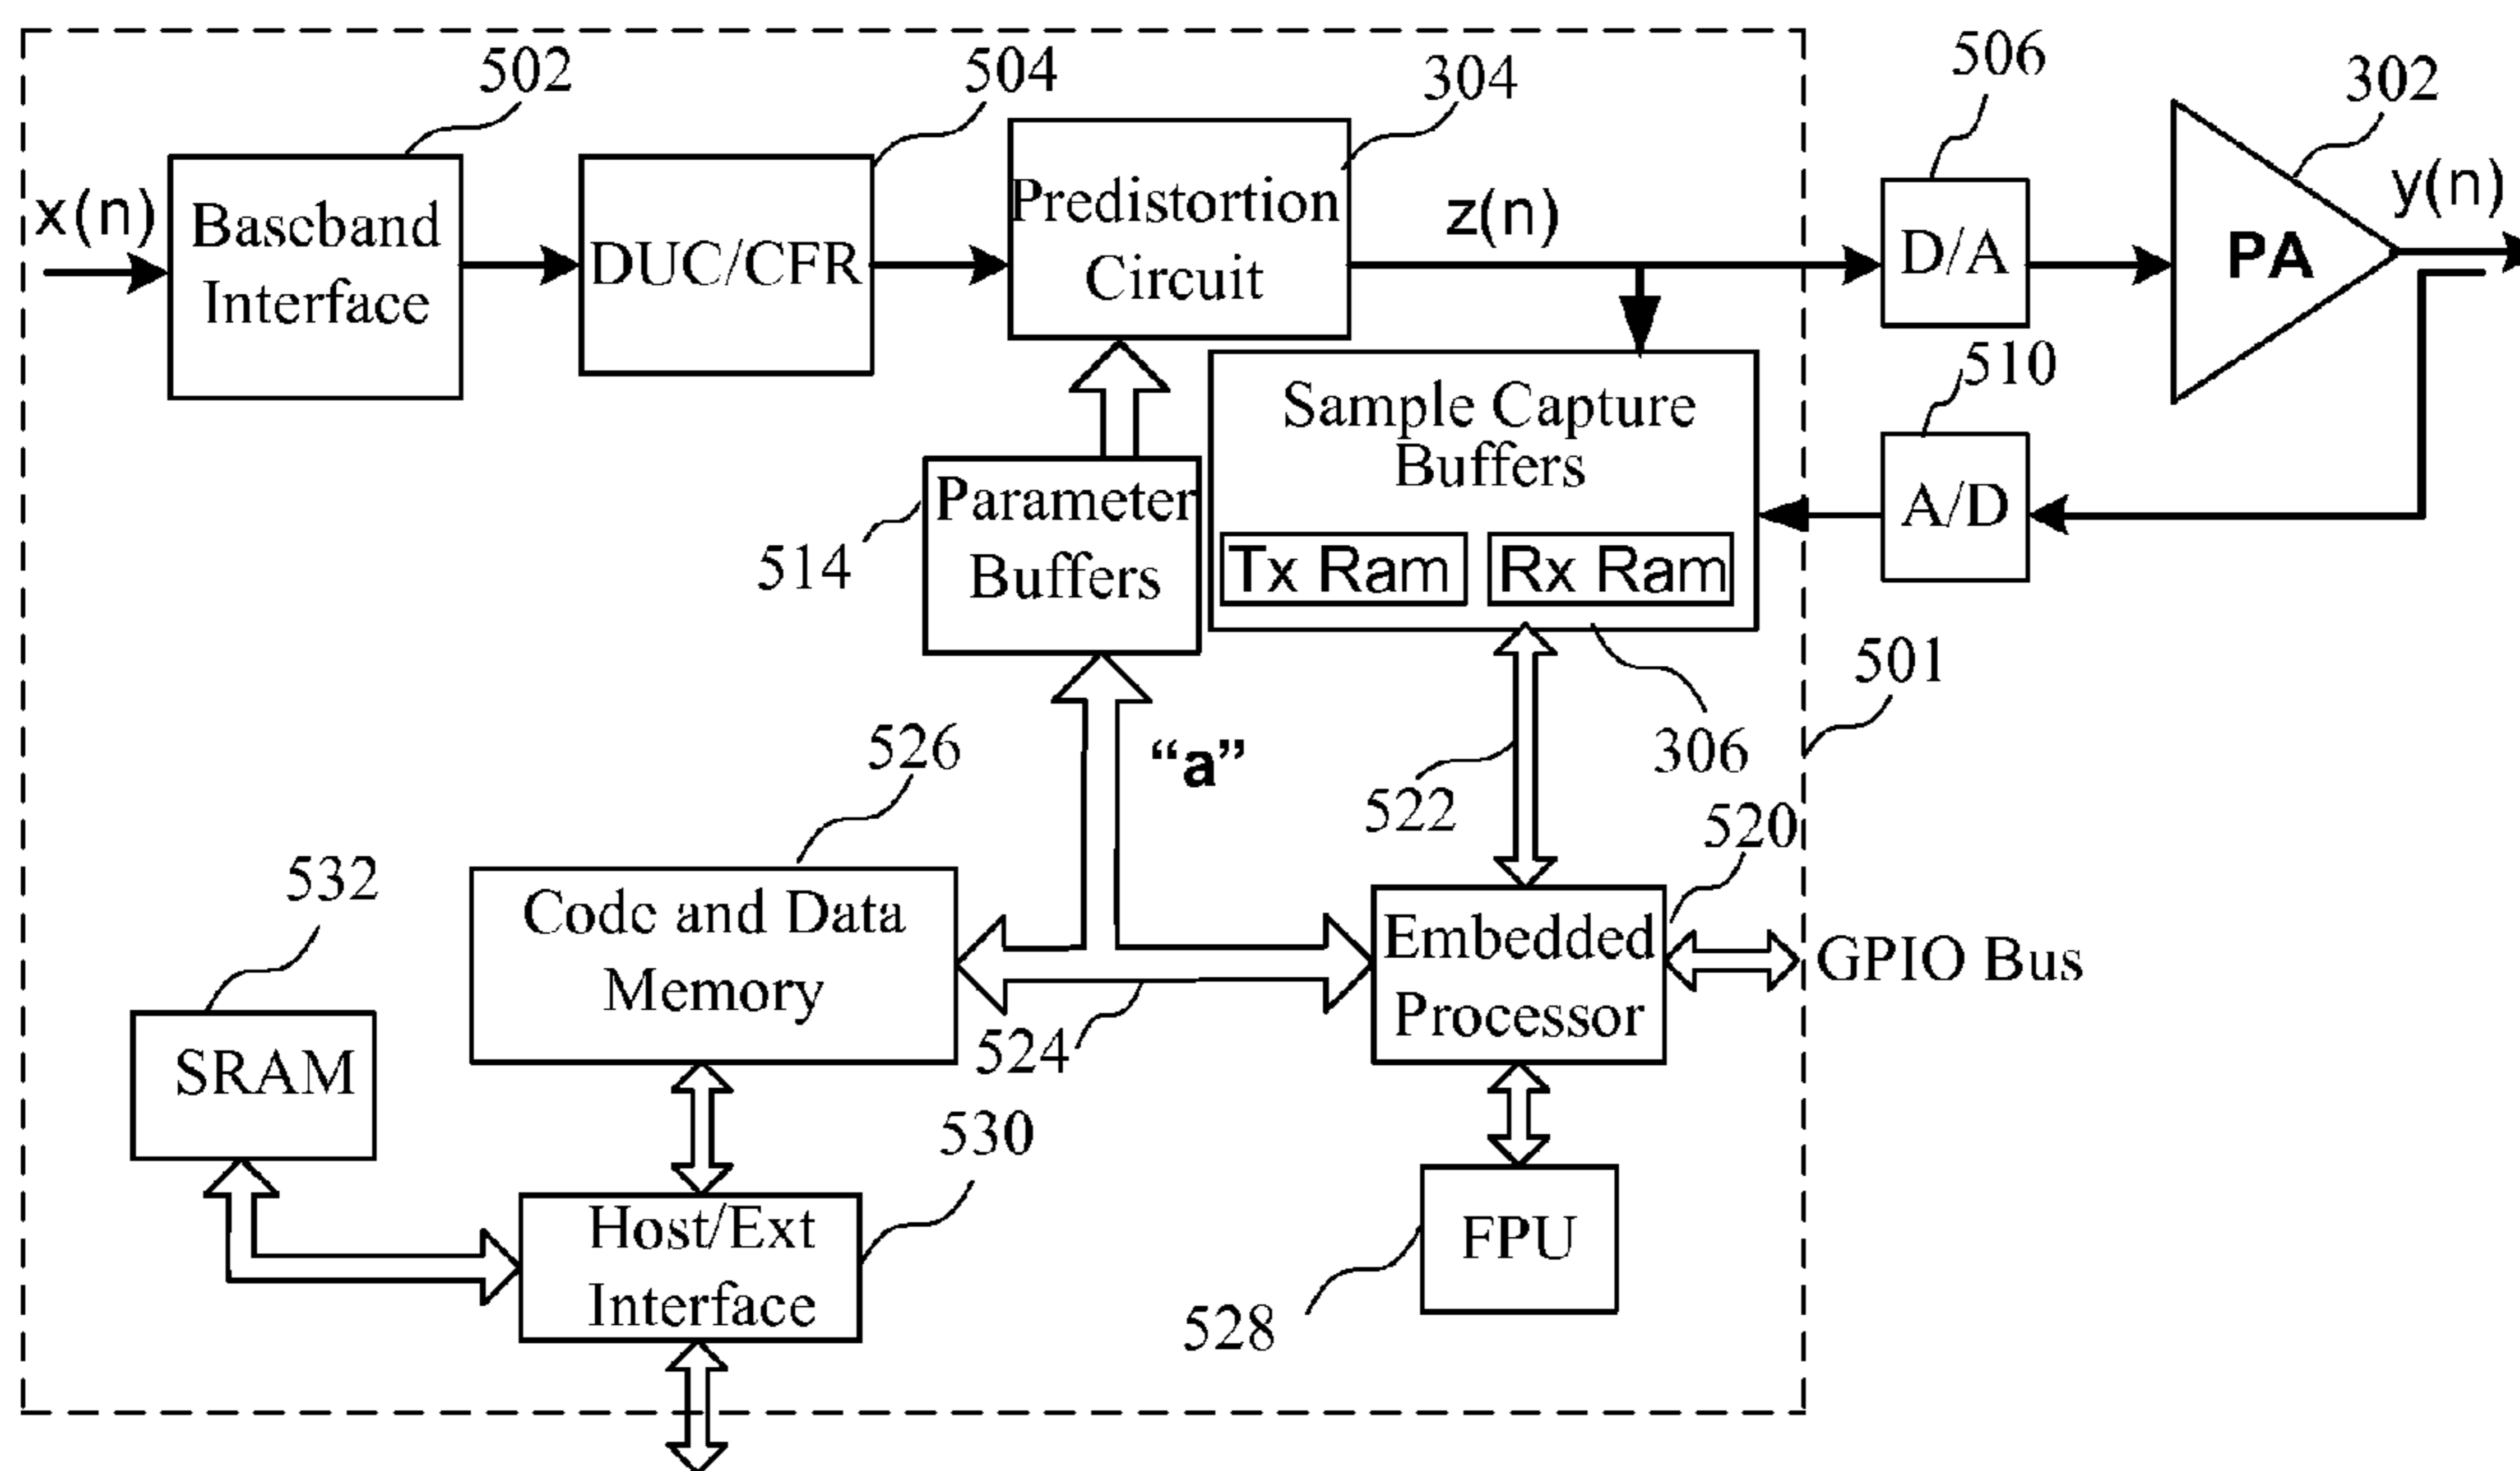 502
504
304
506
302
x(n)
Baseband
Interface
DUC/CFR
Predistortion
Circuit
z(n)
D/A
PA
y(n)
510
Sample Capture
Buffers
A/D
Parameter
Buffers
514
Tx Ram
Rx Ram
501
526
"a"
306
522
520
532
Code and Data
Memory
Embedded
Processor
GPIO Bus
SRAM
524
530
Host/Ext
Interface
FPU
528